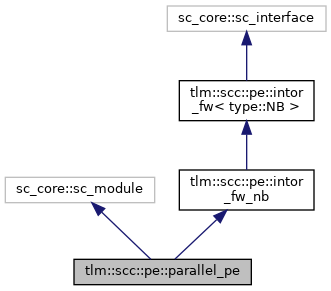 sc_core::sc_interface
tlm::scc::pe::intor
_fw< type::NB >
sc_core::sc_module
tlm::scc::pe::intor
_fw_nb
tlm::scc::pe::parallel_pe